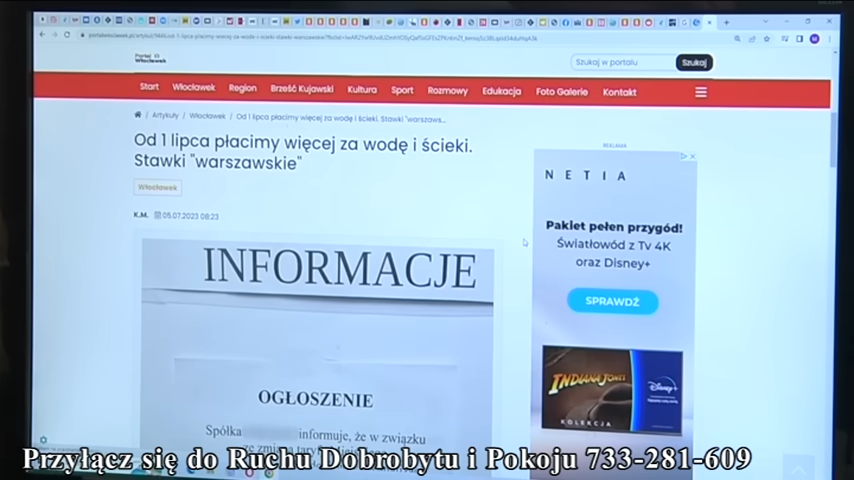 Portal
Włocławek
Szukaj w portalu
Szukaj
Start Włocławek Region Brześć Kujawski Kultura Sport Rozmowy Edukacja Foto Galerie Kontakt
/ Artykuły / Włocławek / Od 1 lipca płacimy więcej za wodę i ścieki. Stawki "warszaws...
Od 1 lipca płacimy więcej za wodę i ścieki.
Stawki "warszawskie"
Włocławek
K.M. 05.07.2023 08:23
INFORMACJE
OGŁOSZENIE
Spółka informuje, że w związku
ze zmianą
REKLAMA
NETIA
Pakiet pełen przygód!
Światłowód z Tv 4K
oraz Disney+
SPRAWDŹ
INDIANA JONES
KOLEKCJA
Disney+
Przyłącz się do Ruchu Dobrobytu i Pokoju 733-281-609